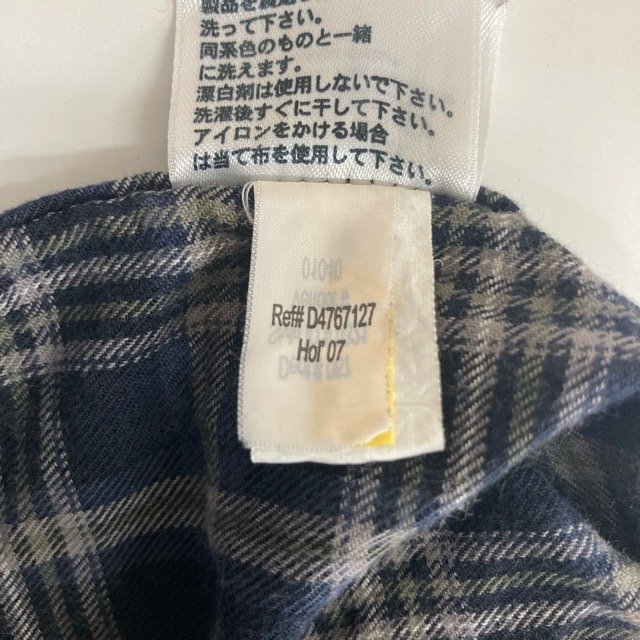 洗って下さい。
同系色のものと一緒
に洗えます。
漂白剤は使用しないで下さい。
洗濯後すぐに干して下さい。
アイロンをかける場合
は当て布を使用して下さい。
Ref# D4767127
Hol' 07